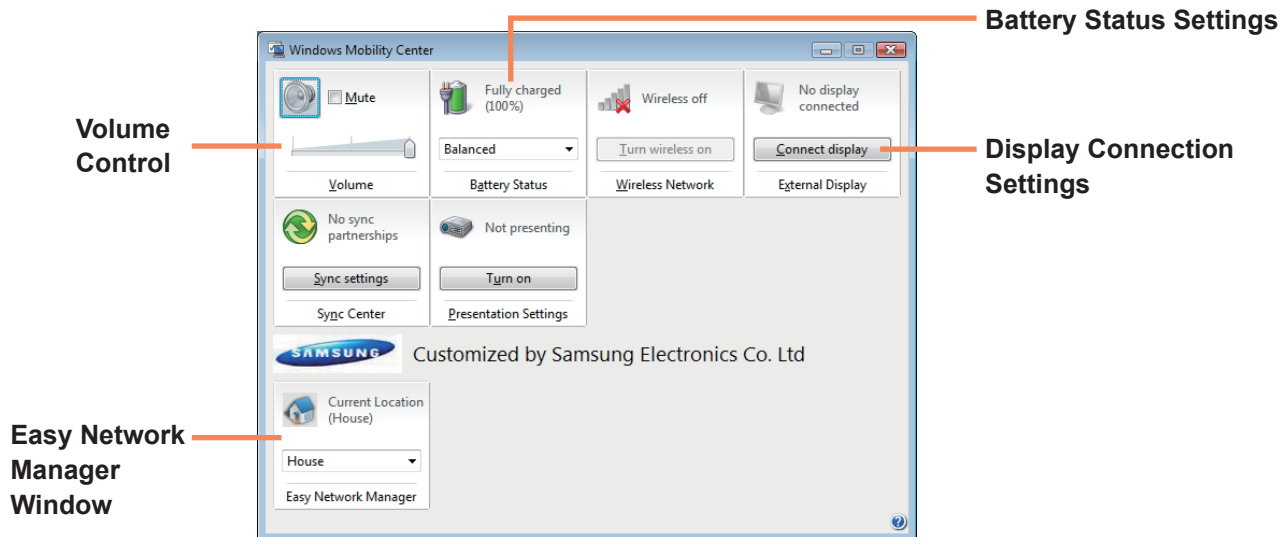 Battery Status Settings
Windows Mobility Center
Mute
Volume
Fully charged
(100%)
Balanced
Battery Status
Wireless off
Turn wireless on
Wireless Network
No display
connected
Connect display
External Display
Volume
Control
Display Connection
Settings
No sync
partnerships
Sync settings
Sync Center
Not presenting
Turn on
Presentation Settings
SAMSUNG
Customized by Samsung Electronics Co. Ltd
Current Location
(House)
House
Easy Network Manager
Easy Network
Manager
Window
?